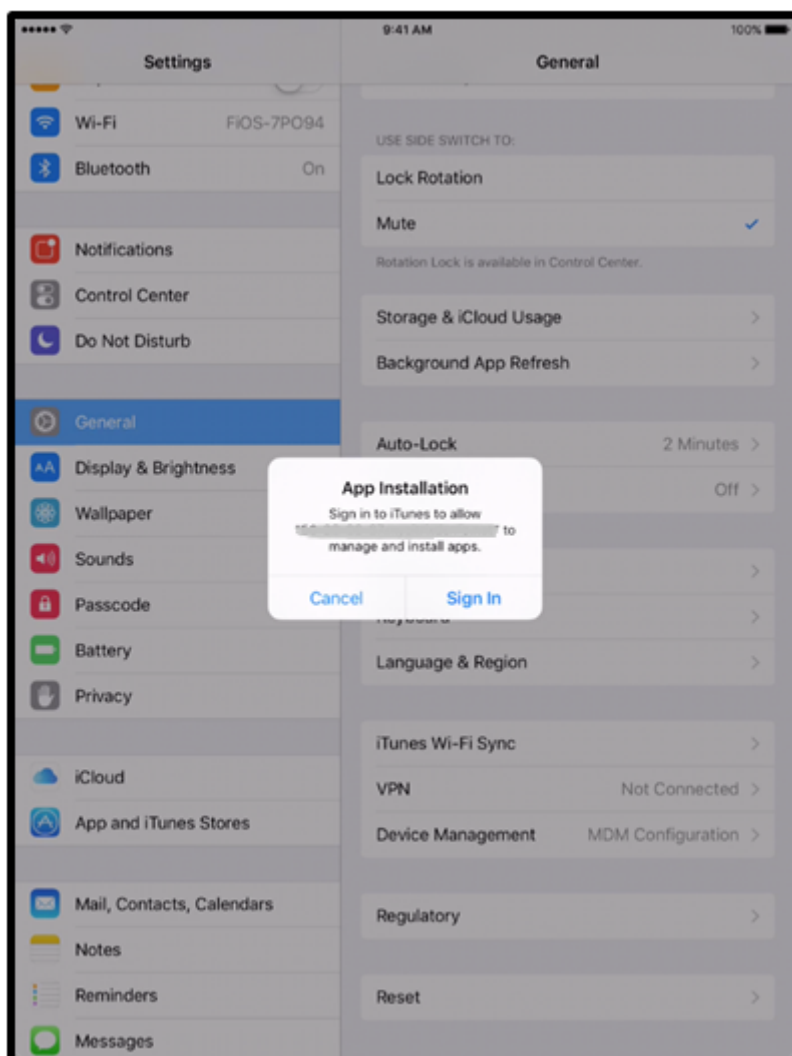 9:41 AM
100%
Settings
General
Wi-Fi
FiOS-7PO94
Bluetooth
On
Notifications
Control Center
Do Not Disturb
General
Display & Brightness
Wallpaper
Sounds
Passcode
Battery
Privacy
iCloud
App and iTunes Stores
Mail, Contacts, Calendars
Notes
Reminders
Messages
USE SIDE SWITCH TO:
Lock Rotation
Mute
Rotation Lock is available in Control Center.
Storage & iCloud Usage
Background App Refresh
Auto-Lock
2 Minutes
Off
App Installation
Sign in to iTunes to allow
to
manage and install apps.
Cancel
Sign In
Keyboard
Language & Region
iTunes Wi-Fi Sync
VPN
Not Connected
Device Management
MDM Configuration
Regulatory
Reset